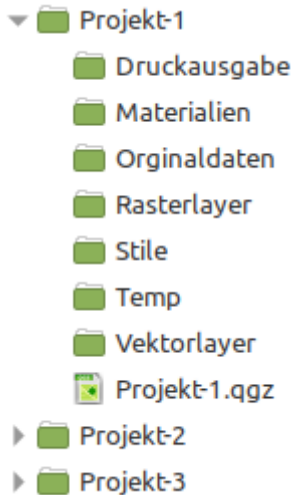 Projekt-1
Druckausgabe
Materialien
Orginaldaten
Rasterlayer
Stile
Temp
Vektorlayer
Projekt-1.qgz
Projekt-2
Projekt-3